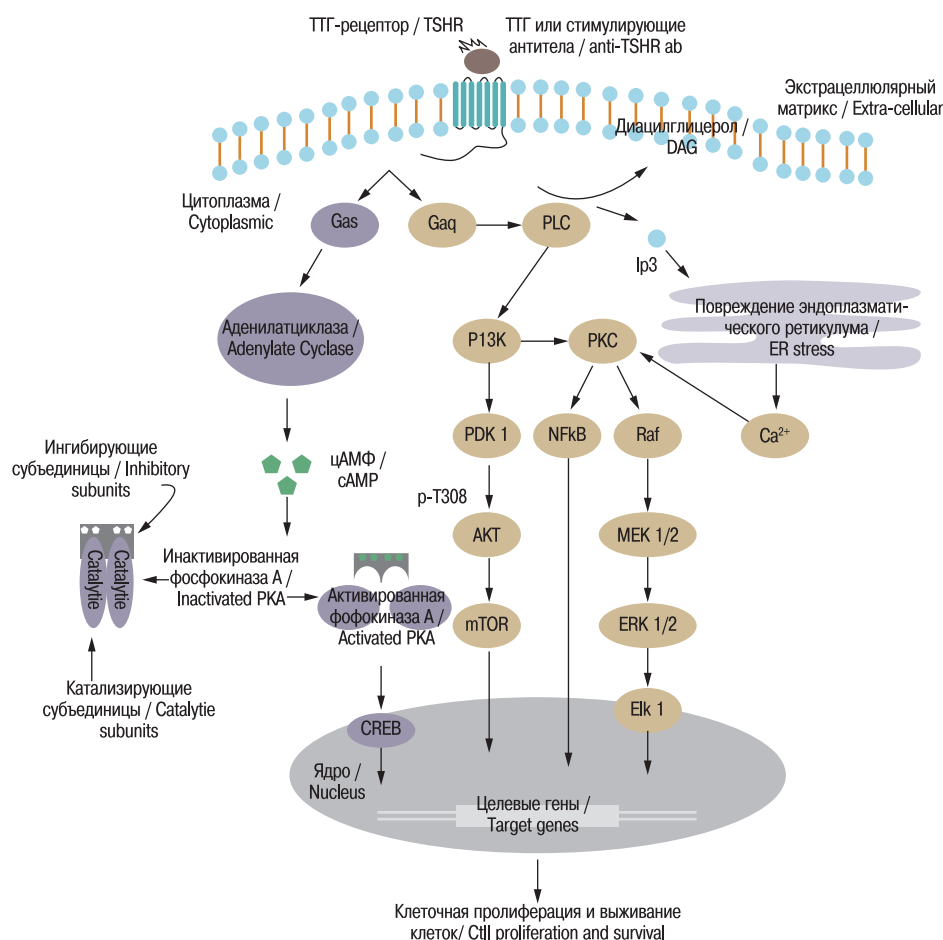 ТТГ-рецептор / TSHR
ТТГ или стимулирующие
антитела / anti-TSHR ab
Экстрацеллюлярный
матрикс / Extra-cellular
Диацилглицерол /
DAG
Цитоплазма /
Cytoplasmic
Gas
Gaq
PLC
Ip3
Аденилатциклаза /
Adenylate Cyclase
P13K
PKC
Повреждение эндоплазмати-
ческого ретикулума /
ER stress
PDK 1
NFkB
Raf
Ca²⁺
Ингибирующие
субъединицы / Inhibitory
subunits
цАМФ /
cAMP
p-T308
AKT
MEK 1/2
Catalytie
Catalytie
Инактивированная
фосфокиназа А /
Inactivated PKA
Активированная
фофокиназа А /
Activated PKA
mTOR
ERK 1/2
Катализирующие
субъединицы / Catalytie
subunits
CREB
Elk 1
Ядро /
Nucleus
Целевые гены /
Target genes
Клеточная пролиферация и выживание
клеток/ Ctll proliferation and survival